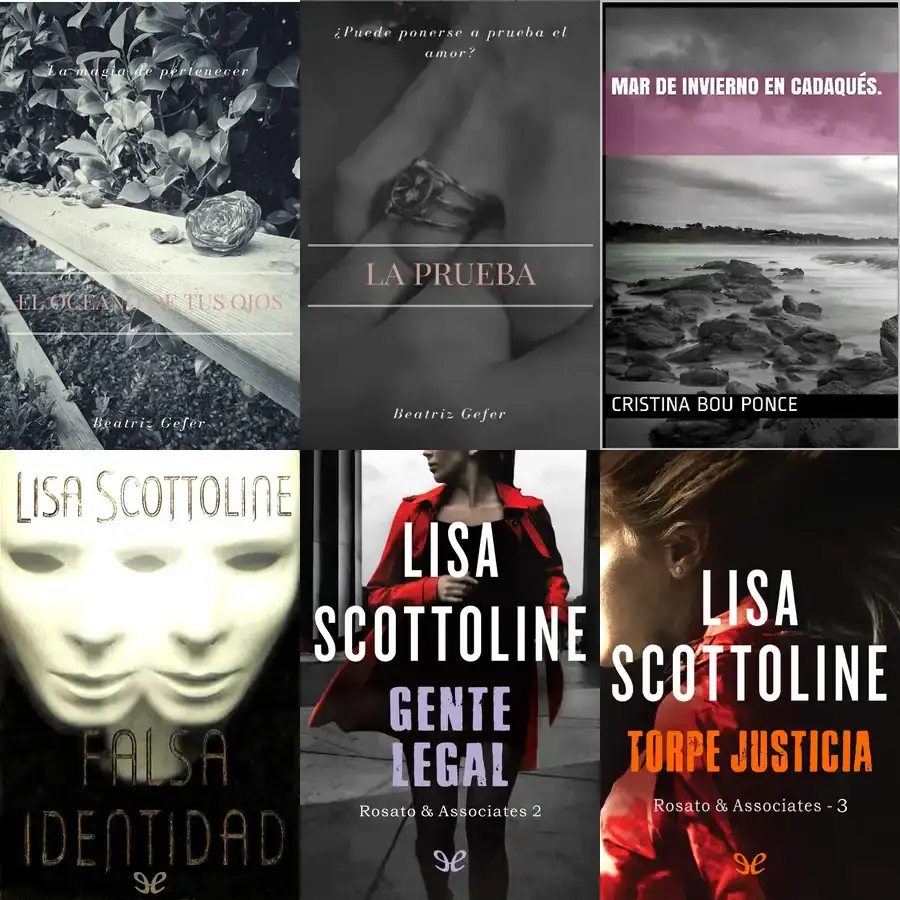 La magia de pertenecer
EL OCÉANO DE TUS OJOS
Beatriz Gefer
¿Puede ponerse a prueba el
amor?
LA PRUEBA
Beatriz Gefer
MAR DE INVIERNO EN CADAQUÉS.
CRISTINA BOU PONCE
LISA SCOTTOLINE
FALSA
IDENTIDAD
LISA
SCOTTOLINE
GENTE
LEGAL
Rosato & Associates 2
LISA
SCOTTOLINE
TORPE JUSTICIA
Rosato & Associates - 3